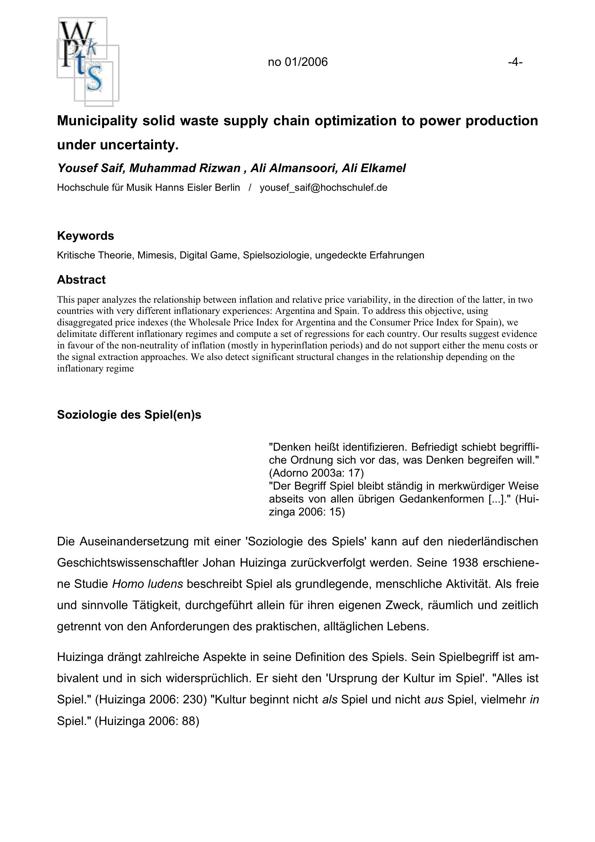 W
Pkts
no 01/2006 -4-
Municipality solid waste supply chain optimization to power production
under uncertainty.
Yousef Saif, Muhammad Rizwan , Ali Almansoori, Ali Elkamel
Hochschule für Musik Hanns Eisler Berlin / yousef_saif@hochschulef.de
Keywords
Kritische Theorie, Mimesis, Digital Game, Spielsoziologie, ungedeckte Erfahrungen
Abstract
This paper analyzes the relationship between inflation and relative price variability, in the direction of the latter, in two
countries with very different inflationary experiences: Argentina and Spain. To address this objective, using
disaggregated price indexes (the Wholesale Price Index for Argentina and the Consumer Price Index for Spain), we
delimitate different inflationary regimes and compute a set of regressions for each country. Our results suggest evidence
in favour of the non-neutrality of inflation (mostly in hyperinflation periods) and do not support either the menu costs or
the signal extraction approaches. We also detect significant structural changes in the relationship depending on the
inflationary regime
Soziologie des Spiel(en)s
"Denken heißt identifizieren. Befriedigt schiebt begriffli-
che Ordnung sich vor das, was Denken begreifen will."
(Adorno 2003a: 17)
"Der Begriff Spiel bleibt ständig in merkwürdiger Weise
abseits von allen übrigen Gedankenformen [...]." (Hui-
zinga 2006: 15)
Die Auseinandersetzung mit einer 'Soziologie des Spiels' kann auf den niederländischen
Geschichtswissenschaftler Johan Huizinga zurückverfolgt werden. Seine 1938 erschiene-
ne Studie Homo ludens beschreibt Spiel als grundlegende, menschliche Aktivität. Als freie
und sinnvolle Tätigkeit, durchgeführt allein für ihren eigenen Zweck, räumlich und zeitlich
getrennt von den Anforderungen des praktischen, alltäglichen Lebens.
Huizinga drängt zahlreiche Aspekte in seine Definition des Spiels. Sein Spielbegriff ist am-
bivalent und in sich widersprüchlich. Er sieht den 'Ursprung der Kultur im Spiel'. "Alles ist
Spiel." (Huizinga 2006: 230) "Kultur beginnt nicht als Spiel und nicht aus Spiel, vielmehr in
Spiel." (Huizinga 2006: 88)